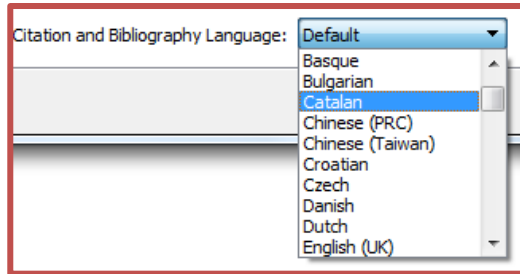 Citation and Bibliography Language: Default
Basque
Bulgarian
Catalan
Chinese (PRC)
Chinese (Taiwan)
Croatian
Czech
Danish
Dutch
English (UK)